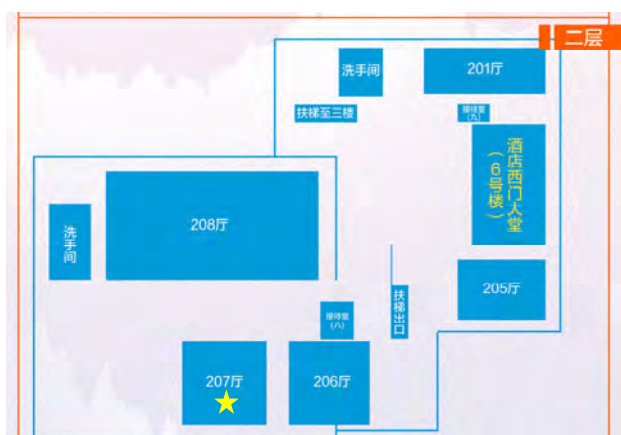 二层
洗手间
201厅
扶梯至三楼
接待室
(九)
酒店西门大堂
(6号楼)
208厅
洗手间
205厅
扶梯出口
接待室
(八)
207厅
206厅